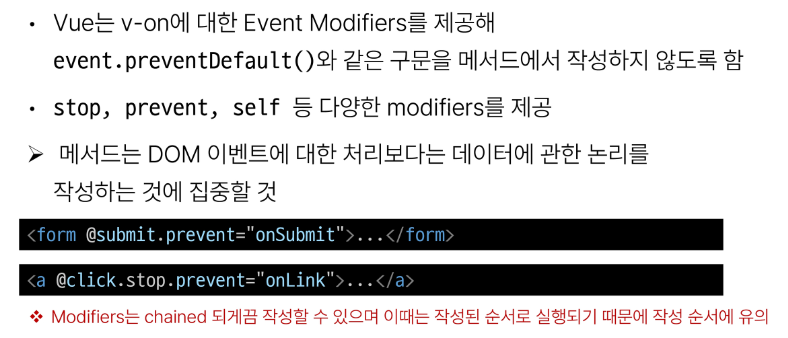 • Vue는 v-on에 대한 Event Modifiers를 제공해
event.preventDefault()와 같은 구문을 메서드에서 작성하지 않도록 함
• stop, prevent, self 등 다양한 modifiers를 제공
➢ 메서드는 DOM 이벤트에 대한 처리보다는 데이터에 관한 논리를
작성하는 것에 집중할 것
<form @submit.prevent="onSubmit">...</form>
<a @click.stop.prevent="onLink">...</a>
❖ Modifiers는 chained 되게끔 작성할 수 있으며 이때는 작성된 순서로 실행되기 때문에 작성 순서에 유의